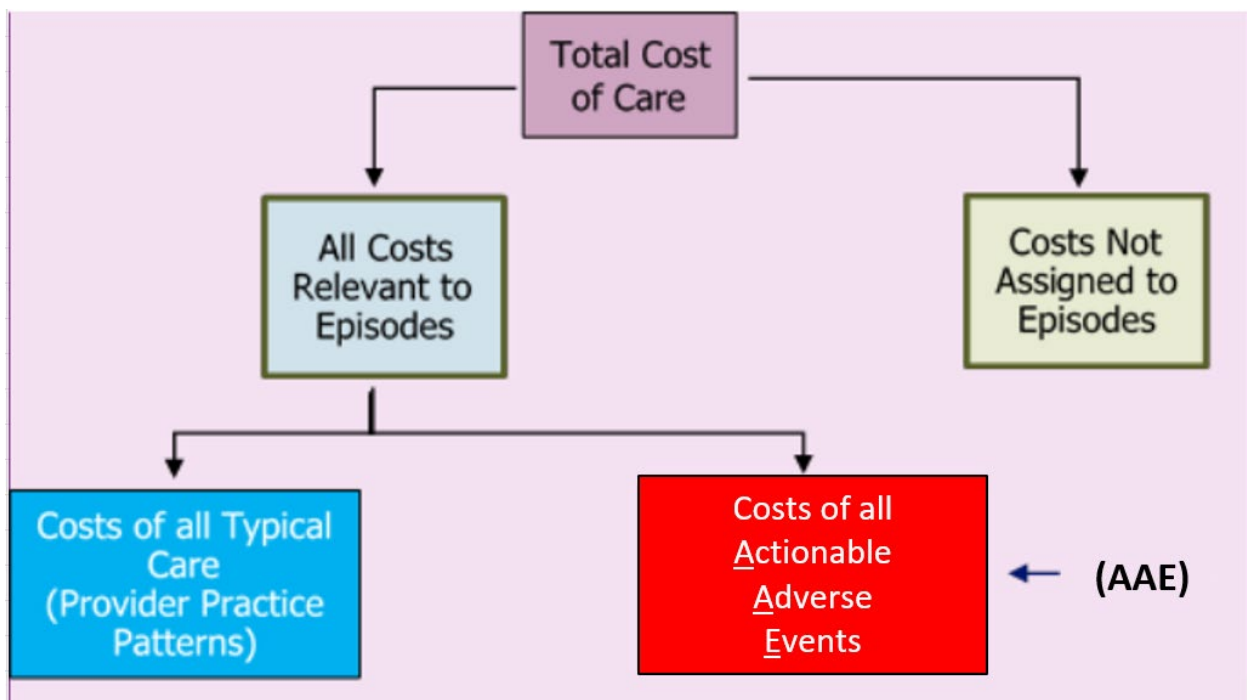 Total Cost
of Care
All Costs
Relevant to
Episodes
Costs Not
Assigned to
Episodes
Costs of all Typical
Care
(Provider Practice
Patterns)
Costs of all
Actionable
Adverse
Events
(AAE)